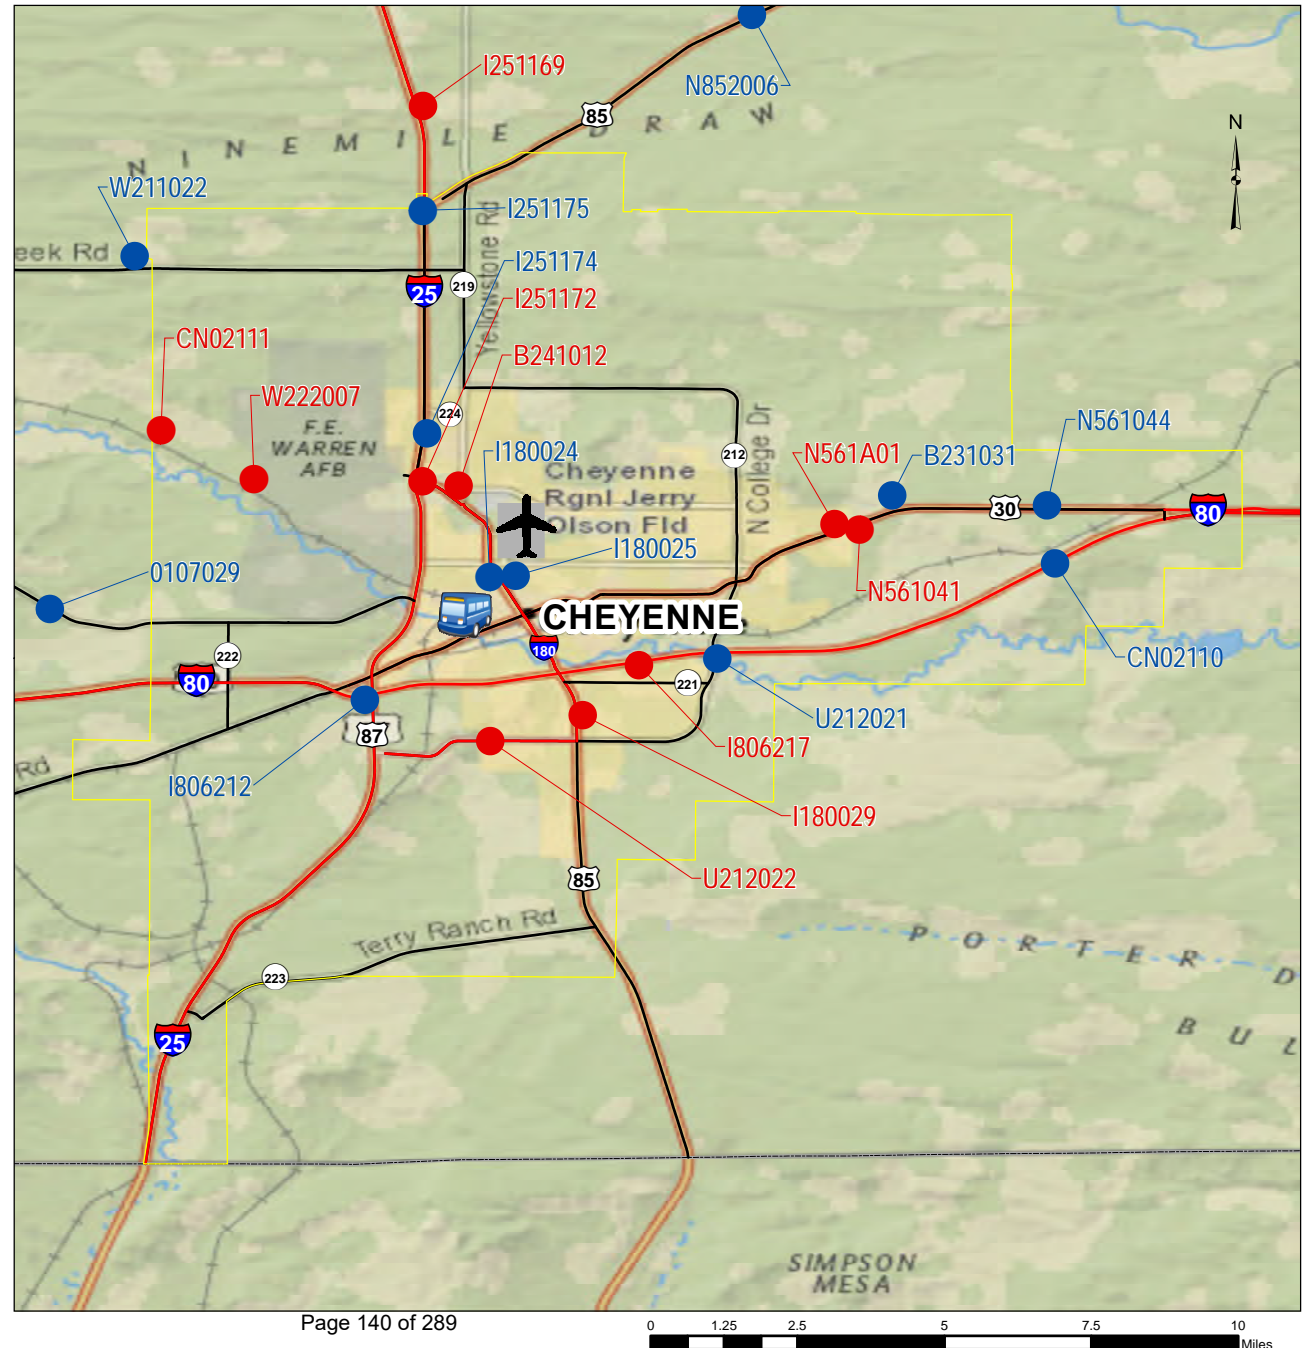 I251169
N852006
85
N I N E M I L E D R A W
N
W211022
I251175
eek Rd
Yellowstone Rd
I251174
25
219
I251172
CN02111
B241012
W222007
224
F.E.
WARREN
AFB
I180024
Cheyenne
Rgnl Jerry
Olson Fld
212
N College Dr
N561A01
B231031
N561044
30
80
I180025
0107029
N561041
CHEYENNE
180
222
80
221
CN02110
U212021
87
I806217
Rd
I806212
I180029
U212022
85
Terry Ranch Rd
223
P O R T E R D
25
B U L
SIMPSON
MESA
Page 140 of 289
0 1.25 2.5 5 7.5 10
Miles